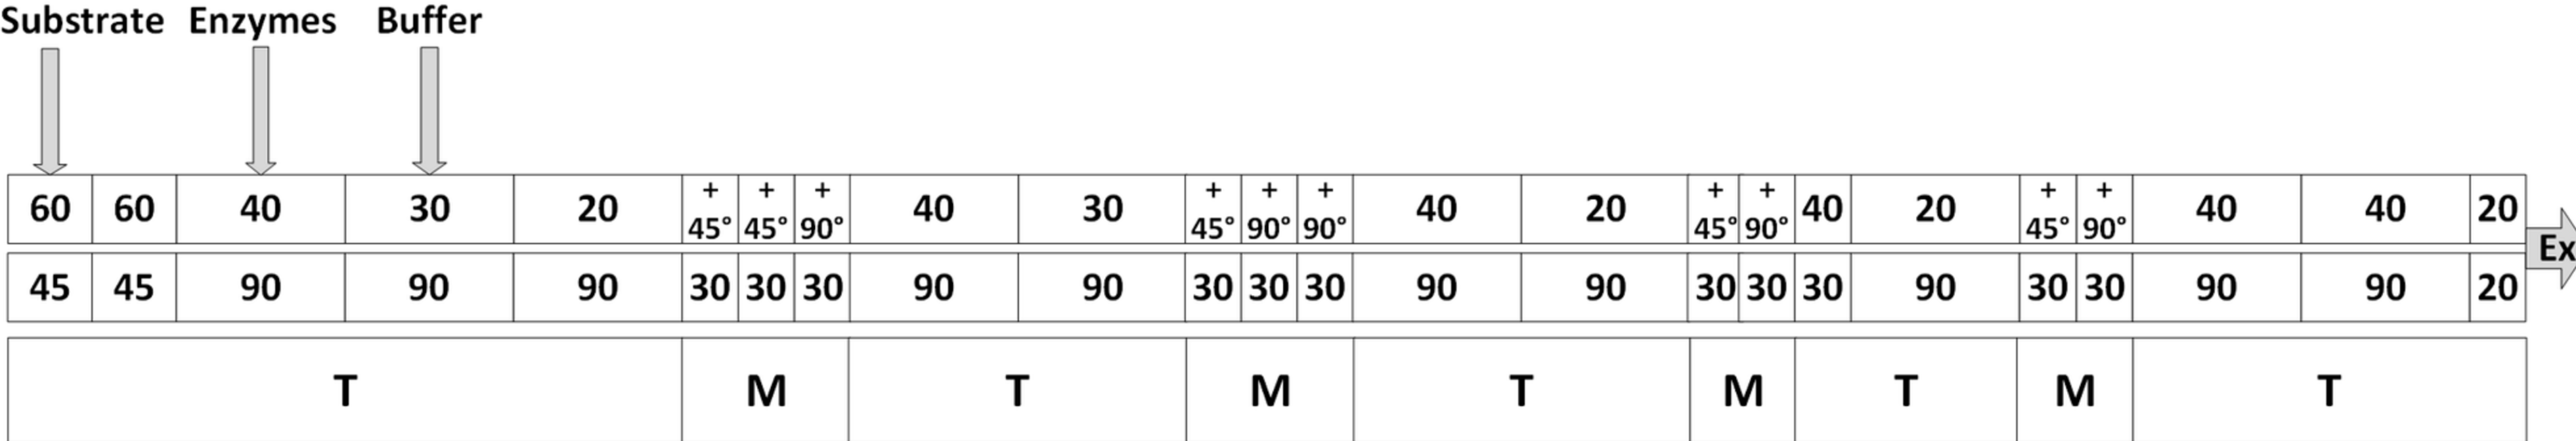 Substrate Enzymes Buffer
60 60 40 30 20 + 45° + 45° + 90° 40 30 + 45° + 90° + 90° 40 20 + 45° + 90° 40 20 + 45° + 90° 40 40 20
Ex
45 45 90 90 90 30 30 30 90 90 30 30 30 90 90 30 30 30 90 30 30 90 90 20
T M T M T M T M T